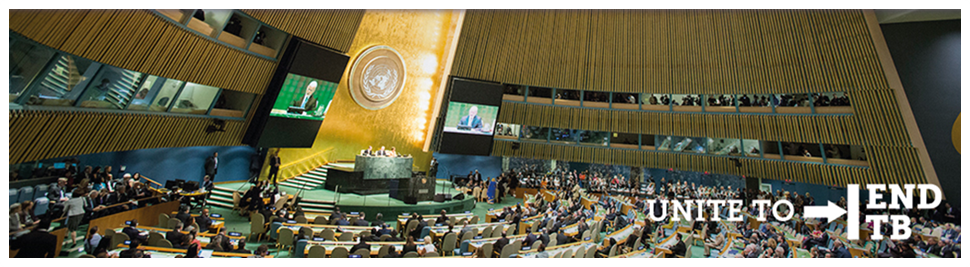 UNITE TO END
TB